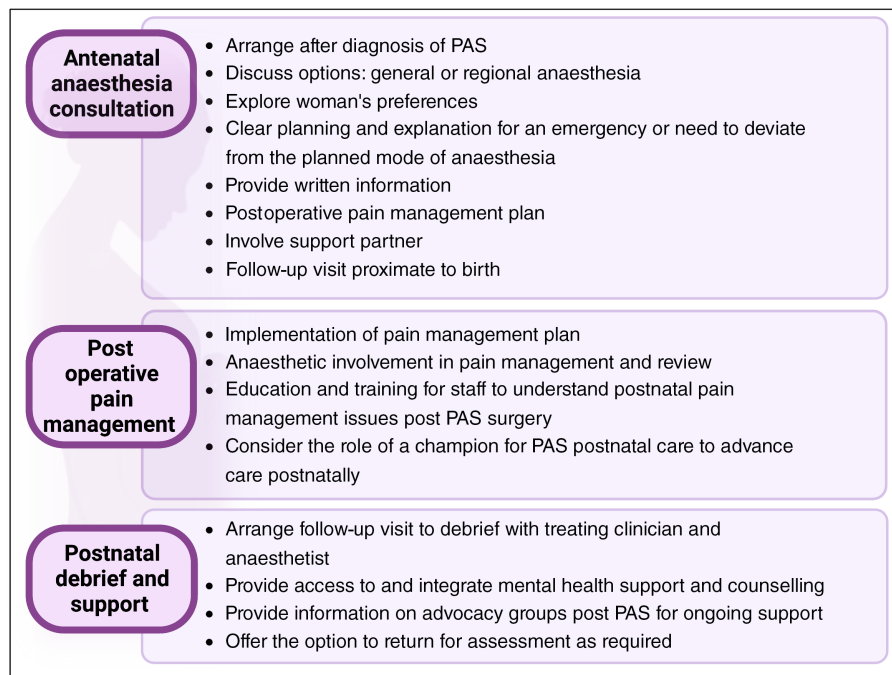 Antenatal
anaesthesia
consultation
• Arrange after diagnosis of PAS
• Discuss options: general or regional anaesthesia
• Explore woman's preferences
• Clear planning and explanation for an emergency or need to deviate
from the planned mode of anaesthesia
• Provide written information
• Postoperative pain management plan
• Involve support partner
• Follow-up visit proximate to birth
Post
operative
pain
management
• Implementation of pain management plan
• Anaesthetic involvement in pain management and review
• Education and training for staff to understand postnatal pain
management issues post PAS surgery
• Consider the role of a champion for PAS postnatal care to advance
care postnatally
Postnatal
debrief and
support
• Arrange follow-up visit to debrief with treating clinician and
anaesthetist
• Provide access to and integrate mental health support and counselling
• Provide information on advocacy groups post PAS for ongoing support
• Offer the option to return for assessment as required